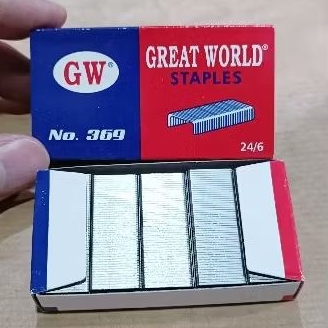 GW®
GREAT WORLD®
STAPLES
No. 369
24/6